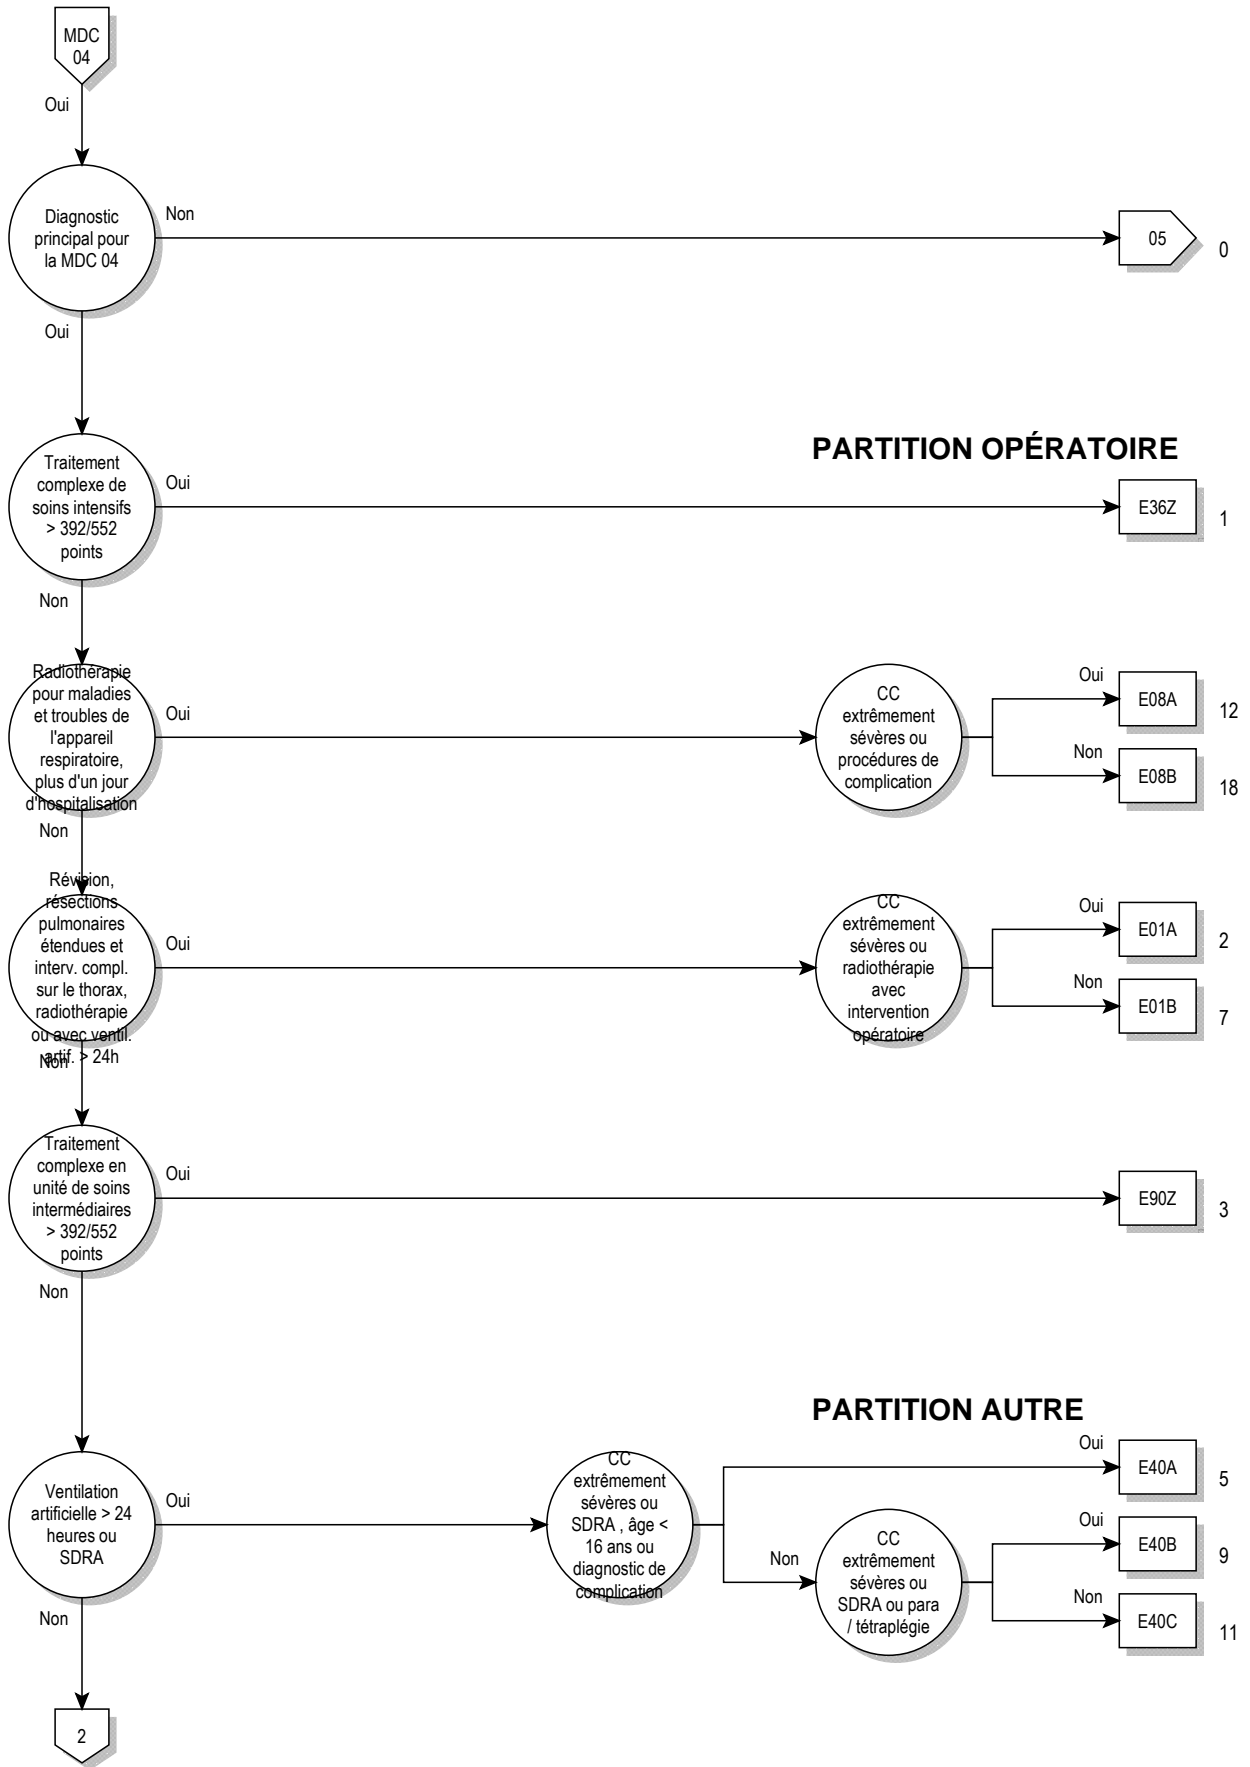 MDC
04
Oui
Diagnostic
principal pour
la MDC 04
Non
05
0
Oui
PARTITION OPÉRATOIRE
Traitement
complexe de
soins intensifs
> 392/552
points
Oui
E36Z
1
Non
Radiothérapie
pour maladies
et troubles de
l'appareil
respiratoire,
plus d'un jour
d'hospitalisation
Oui
CC
extrêmement
sévères ou
procédures de
complication
Oui
E08A
12
Non
E08B
18
Non
Révision,
résections
pulmonaires
étendues et
interv. compl.
sur le thorax,
radiothérapie
ou avec ventil.
artif. > 24h
Oui
CC
extrêmement
sévères ou
radiothérapie
avec
intervention
opératoire
Oui
E01A
2
Non
E01B
7
Non
Traitement
complexe en
unité de soins
intermédiaires
> 392/552
points
Oui
E90Z
3
Non
PARTITION AUTRE
Ventilation
artificielle > 24
heures ou
SDRA
Oui
CC
extrêmement
sévères ou
SDRA , âge <
16 ans ou
diagnostic de
complication
Oui
E40A
5
Non
CC
extrêmement
sévères ou
SDRA ou para
/ tétraplégie
Oui
E40B
9
Non
E40C
11
Non
2